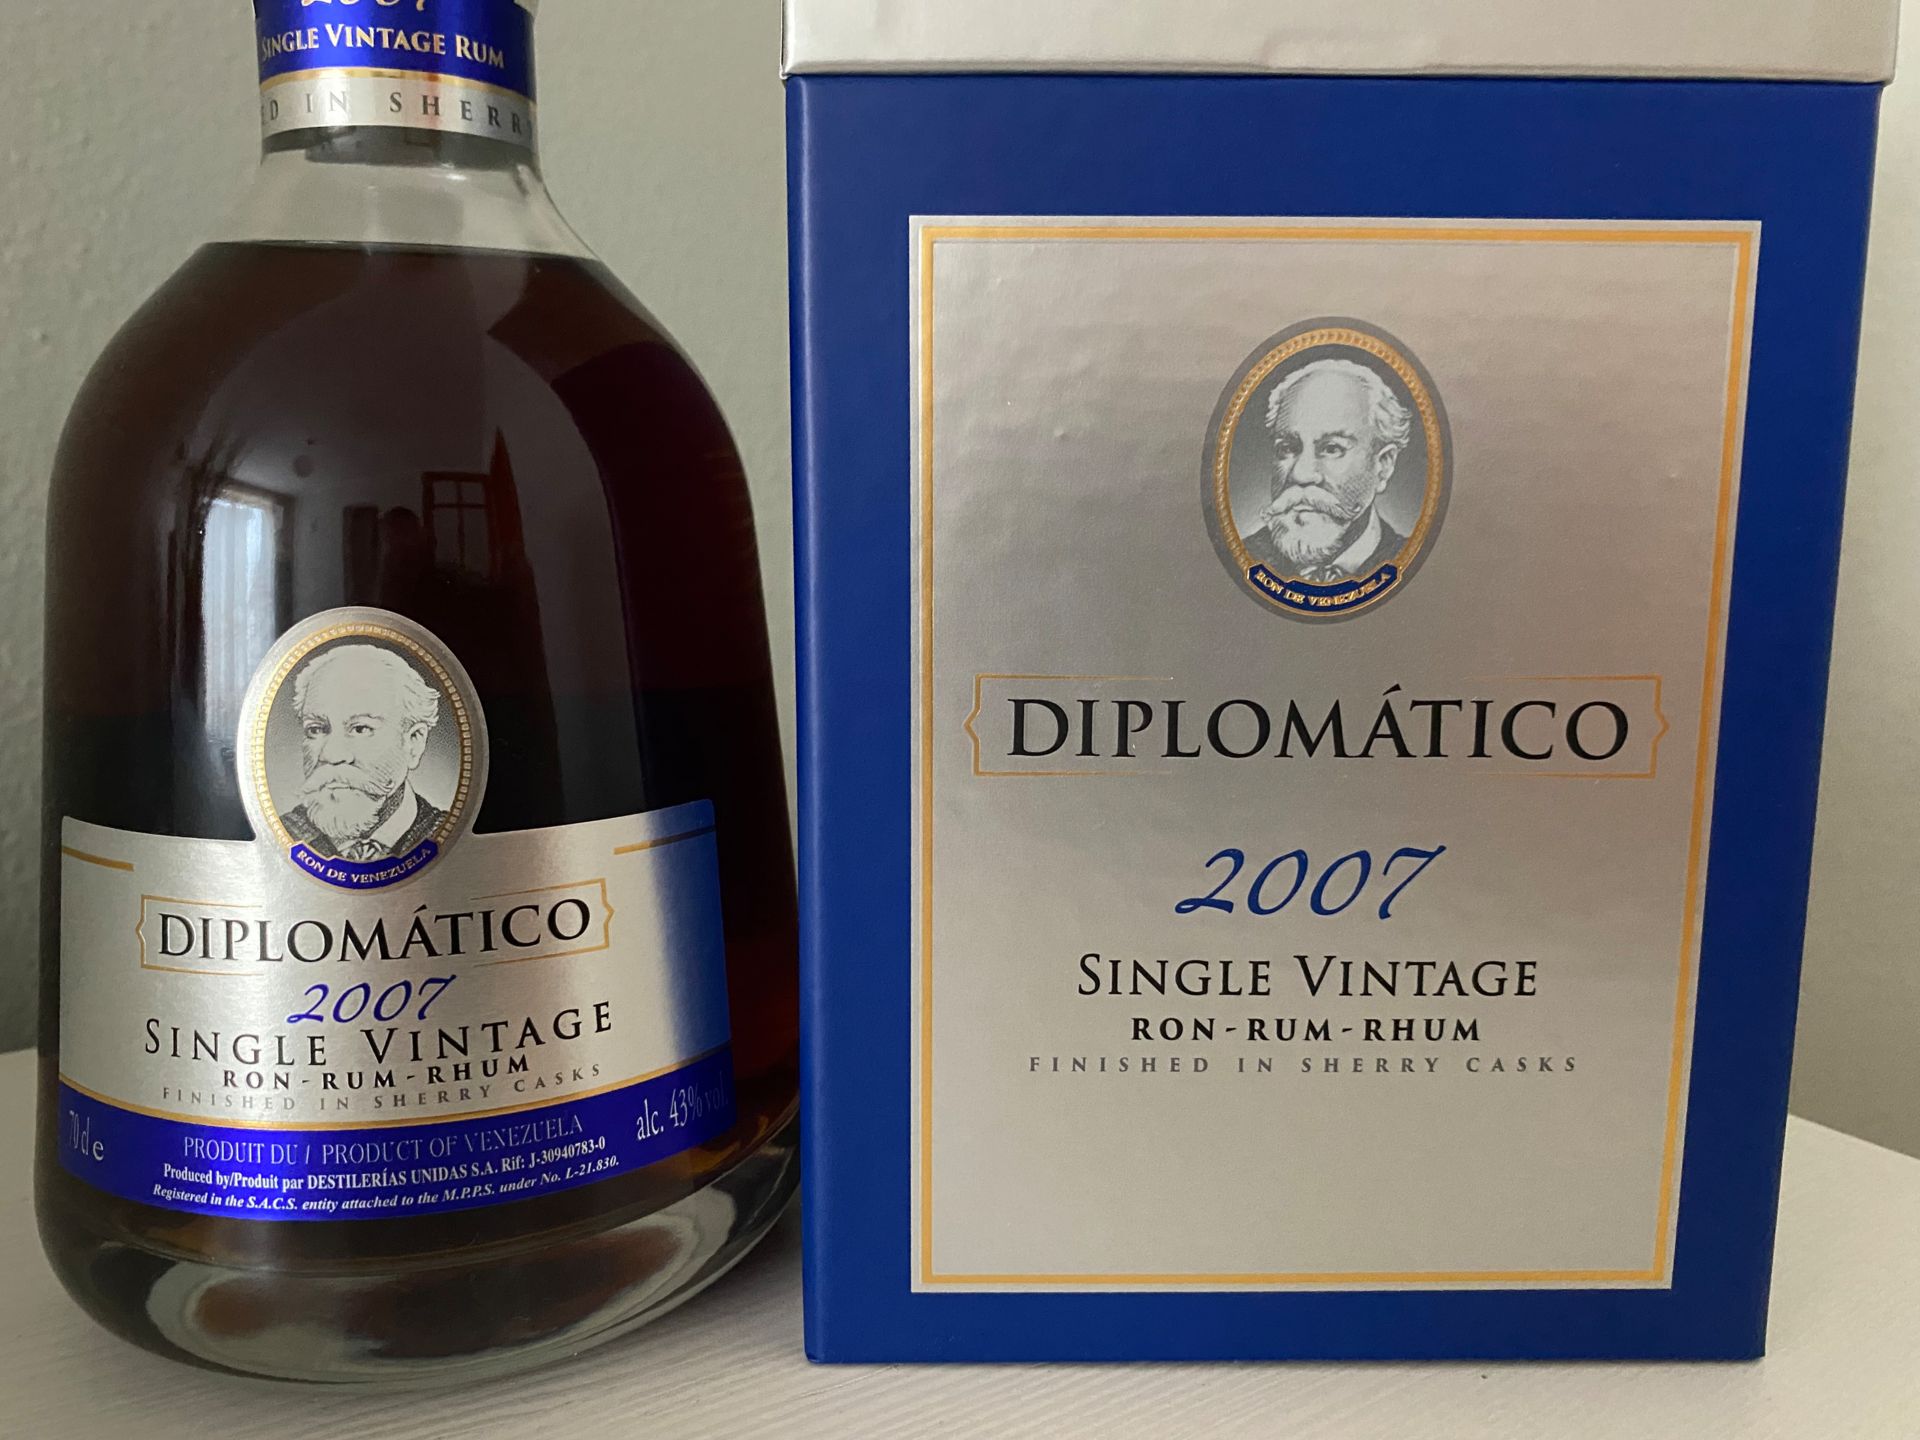 2007
SINGLE VINTAGE RUM
IN SHERRY
RON DE VENEZUELA
DIPLOMÁTICO
2007
SINGLE VINTAGE
RON-RUM-RHUM
FINISHED IN SHERRY CASKS
70cl e
PRODUIT DU / PRODUCT OF VENEZUELA
alc. 43% vol.
Produced by/Produit par DESTILERÍAS UNIDAS S.A. Rif: J-30940783-0
Registered in the S.A.C.S. entity attached to the M.P.P.S. under No. L-21.830.
RON DE VENEZUELA
DIPLOMÁTICO
2007
SINGLE VINTAGE
RON-RUM-RHUM
FINISHED IN SHERRY CASKS